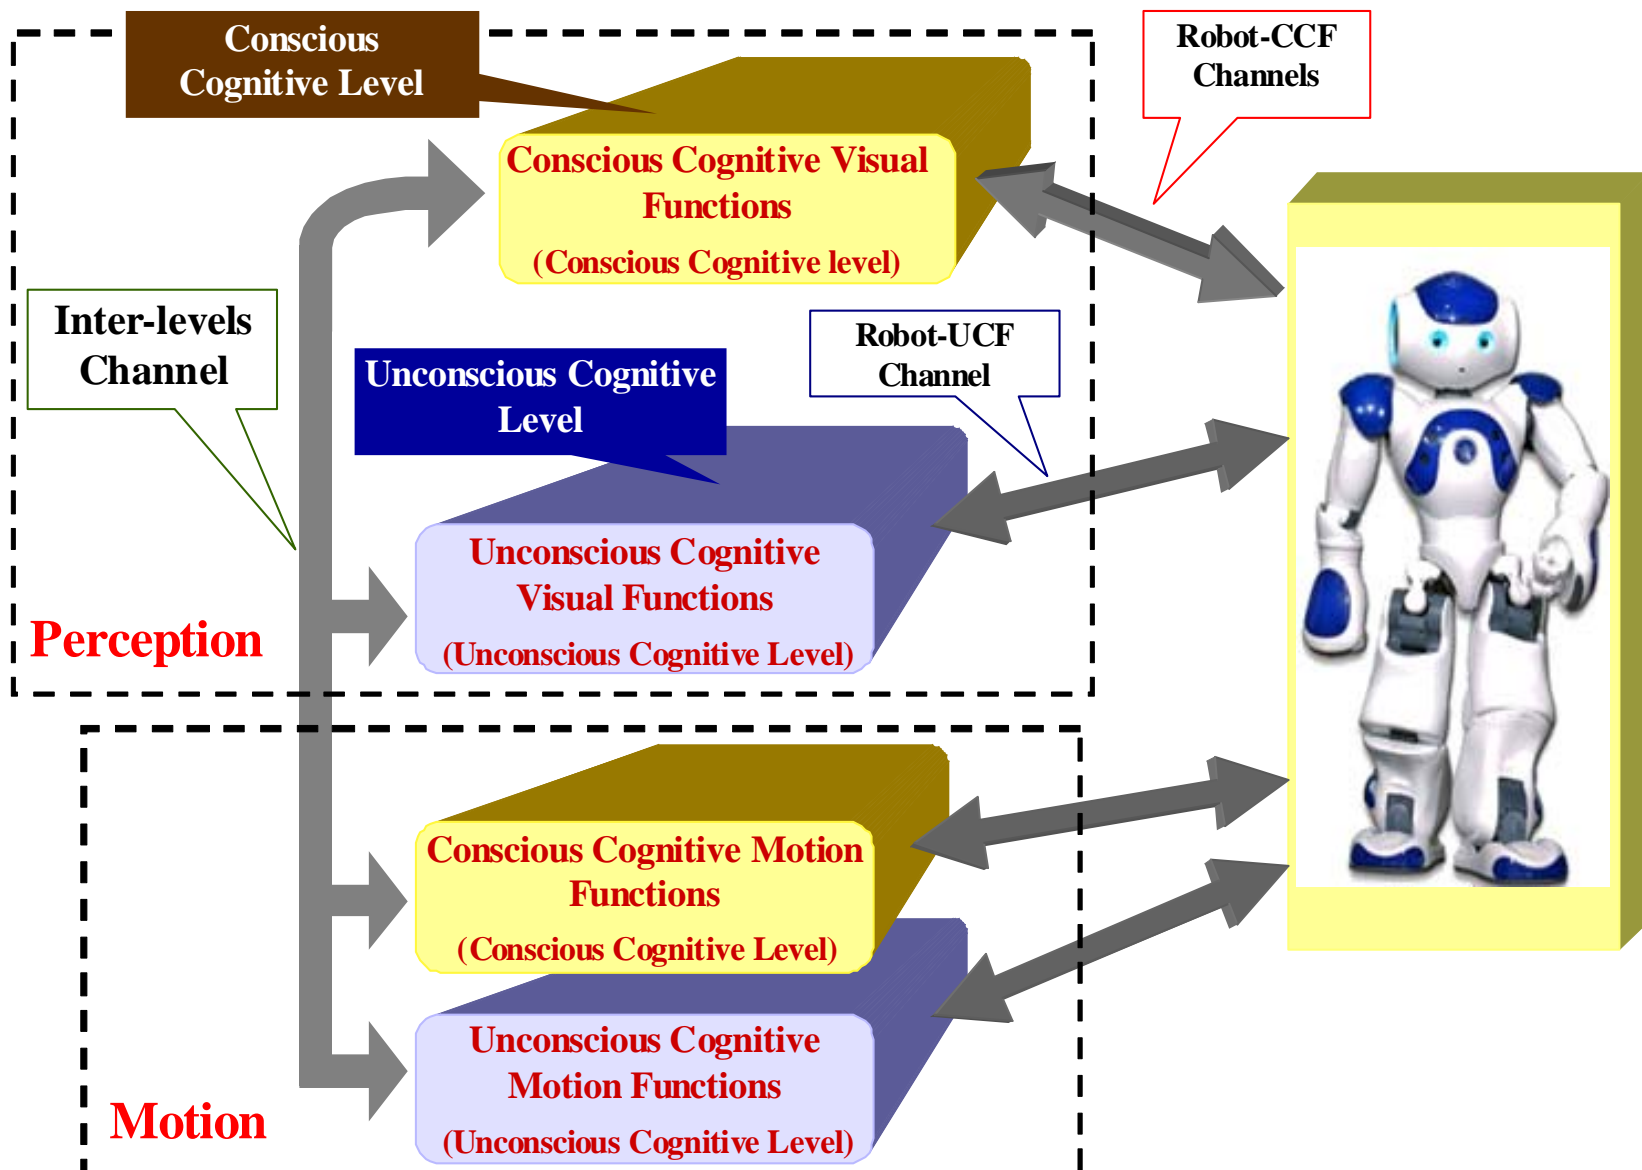 Conscious
Cognitive Level
Robot-CCF
Channels
Conscious Cognitive Visual
Functions
(Conscious Cognitive level)
Inter-levels
Channel
Robot-UCF
Channel
Unconscious Cognitive
Level
Unconscious Cognitive
Visual Functions
(Unconscious Cognitive Level)
Perception
Conscious Cognitive Motion
Functions
(Conscious Cognitive Level)
Unconscious Cognitive
Motion Functions
(Unconscious Cognitive Level)
Motion